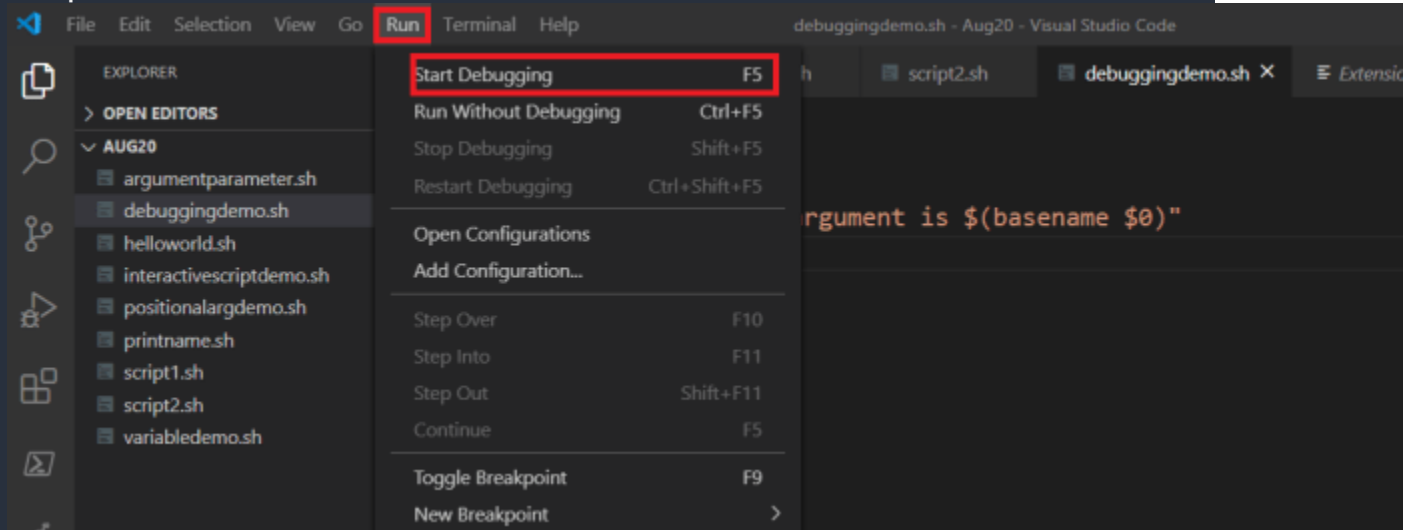 File Edit Selection View Go Run Terminal Help debuggingdemo.sh - Aug20 - Visual Studio Code
EXPLORER
OPEN EDITORS
AUG20
argumentparameter.sh
debuggingdemo.sh
helloworld.sh
interactivescriptdemo.sh
positionalargdemo.sh
printname.sh
script1.sh
script2.sh
variabledemo.sh
Start Debugging F5
Run Without Debugging Ctrl+F5
Stop Debugging Shift+F5
Restart Debugging Ctrl+Shift+F5
Open Configurations
Add Configuration...
Step Over F10
Step Into F11
Step Out Shift+F11
Continue F5
Toggle Breakpoint F9
New Breakpoint
h script2.sh debuggingdemo.sh Extensio
rgument is $(basename $0)"